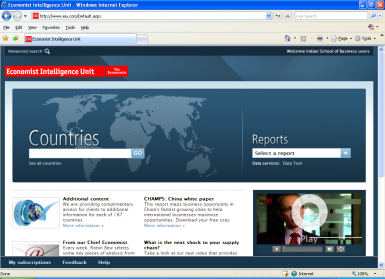 Economist Intelligence Unit - Windows Internet Explorer
http://www.eiu.com/Default.aspx
Live Search
File Edit View Favorites Tools Help
Economist Intelligence Unit
Page Tools
Advanced search
Welcome Indian School of Business users
Economist Intelligence Unit
The Economist
Countries
GO
See all countries
Reports
Select a report
Data services: Data Tool
Additional content
We are providing complimentary
access for clients to additional
information for each of 187
countries.
More information
CHAMPS: China white paper
This report maps business opportunity in
China's fastest growing cities to help
international businesses maximise
opportunities. Download your free copy
More information
Play
From our Chief Economist
Every week, Robin Bew selects
some key pieces of analysis from
What is the next shock to your supply
chain?
Take a look at our new video that provides
My subscriptions Feedback Help
Done
Internet
100%